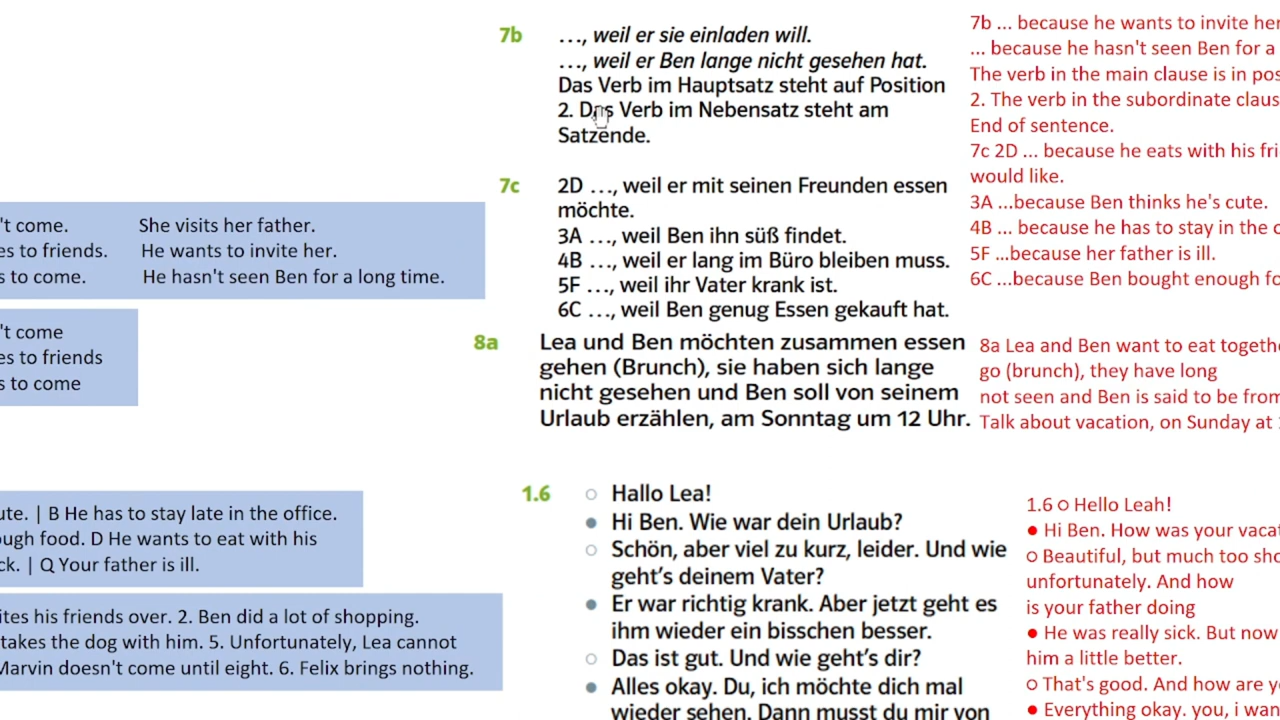 't come. She visits her father.
es to friends. He wants to invite her.
s to come. He hasn't seen Ben for a long time.
't come
es to friends
s to come
ute. | B He has to stay late in the office.
ugh food. D He wants to eat with his
ck. | Q Your father is ill.
ites his friends over. 2. Ben did a lot of shopping.
takes the dog with him. 5. Unfortunately, Lea cannot
Marvin doesn't come until eight. 6. Felix brings nothing.
7b ..., weil er sie einladen will.
..., weil er Ben lange nicht gesehen hat.
Das Verb im Hauptsatz steht auf Position
2. Das Verb im Nebensatz steht am
Satzende.
7c 2D ..., weil er mit seinen Freunden essen
möchte.
3A ..., weil Ben ihn süß findet.
4B ..., weil er lang im Büro bleiben muss.
5F ..., weil ihr Vater krank ist.
6C ..., weil Ben genug Essen gekauft hat.
8a Lea und Ben möchten zusammen essen
gehen (Brunch), sie haben sich lange
nicht gesehen und Ben soll von seinem
Urlaub erzählen, am Sonntag um 12 Uhr.
1.6 ○ Hallo Lea!
● Hi Ben. Wie war dein Urlaub?
○ Schön, aber viel zu kurz, leider. Und wie
geht's deinem Vater?
● Er war richtig krank. Aber jetzt geht es
ihm wieder ein bisschen besser.
○ Das ist gut. Und wie geht's dir?
● Alles okay. Du, ich möchte dich mal
wieder sehen. Dann musst du mir von
7b ... because he wants to invite her
... because he hasn't seen Ben for a
The verb in the main clause is in pos
2. The verb in the subordinate claus
End of sentence.
7c 2D ... because he eats with his fri
would like.
3A ...because Ben thinks he's cute.
4B ... because he has to stay in the o
5F ...because her father is ill.
6C ...because Ben bought enough fo
8a Lea and Ben want to eat togethe
go (brunch), they have long
not seen and Ben is said to be from
Talk about vacation, on Sunday at 1
1.6 ○ Hello Leah!
● Hi Ben. How was your vacat
○ Beautiful, but much too sho
unfortunately. And how
is your father doing
● He was really sick. But now
him a little better.
○ That's good. And how are yo
● Everything okay. you, i wan